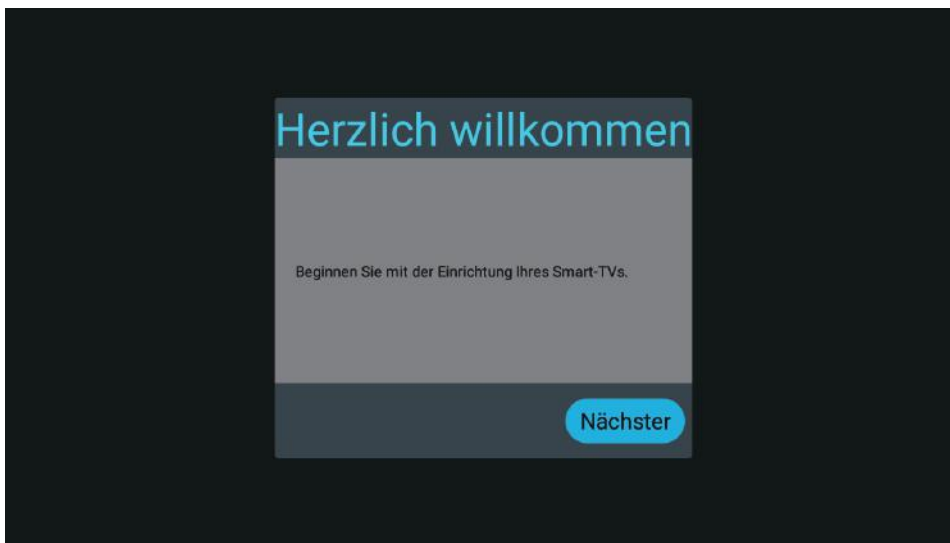 Herzlich willkommen
Beginnen Sie mit der Einrichtung Ihres Smart-TVs.
Nächster